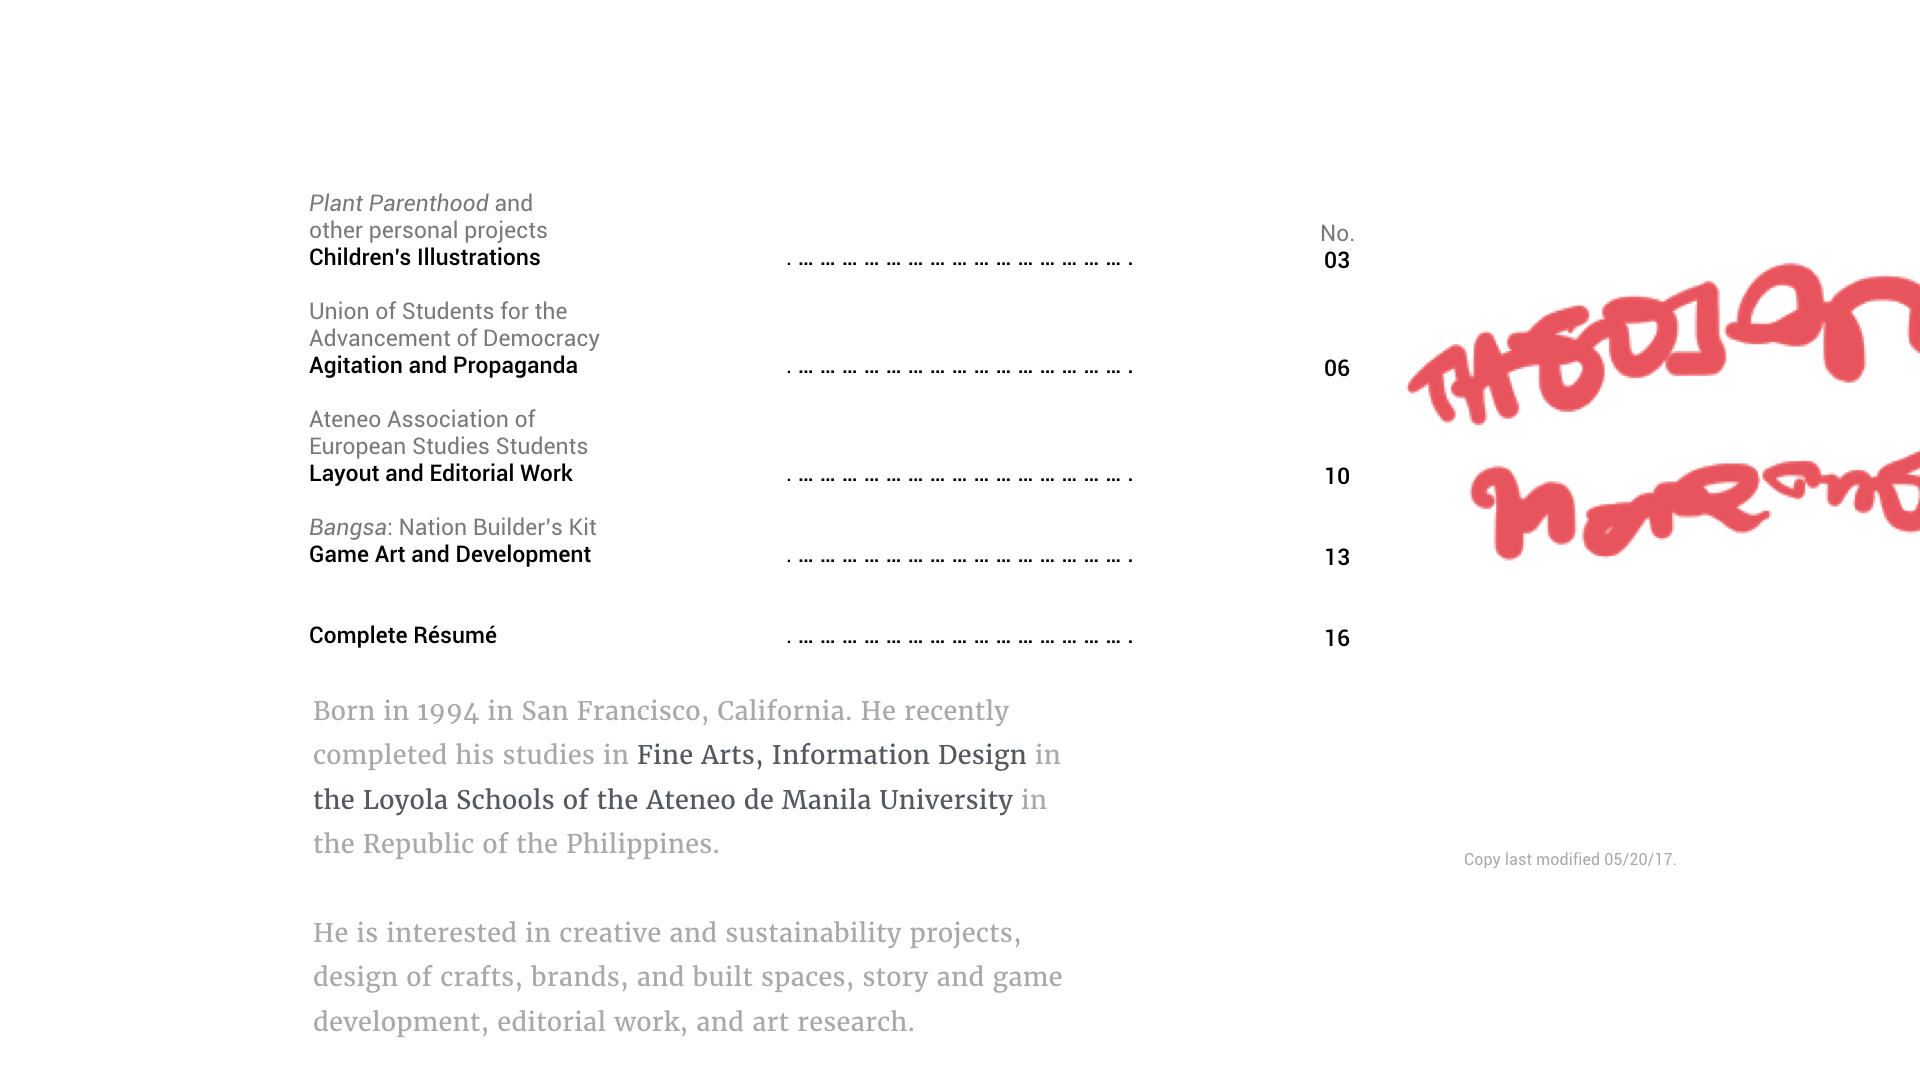 Plant Parenthood and
other personal projects
Children's Illustrations . ... ... ... ... ... ... ... ... ... ... ... ... ... ... ... .
No.
03
Union of Students for the
Advancement of Democracy
Agitation and Propaganda . ... ... ... ... ... ... ... ... ... ... ... ... ... ... ... . 06
Ateneo Association of
European Studies Students
Layout and Editorial Work . ... ... ... ... ... ... ... ... ... ... ... ... ... ... ... . 10
Bangsa: Nation Builder's Kit
Game Art and Development . ... ... ... ... ... ... ... ... ... ... ... ... ... ... ... . 13
Complete Résumé . ... ... ... ... ... ... ... ... ... ... ... ... ... ... ... . 16
Born in 1994 in San Francisco, California. He recently
completed his studies in Fine Arts, Information Design in
the Loyola Schools of the Ateneo de Manila University in
the Republic of the Philippines.
He is interested in creative and sustainability projects,
design of crafts, brands, and built spaces, story and game
development, editorial work, and art research.
Copy last modified 05/20/17.